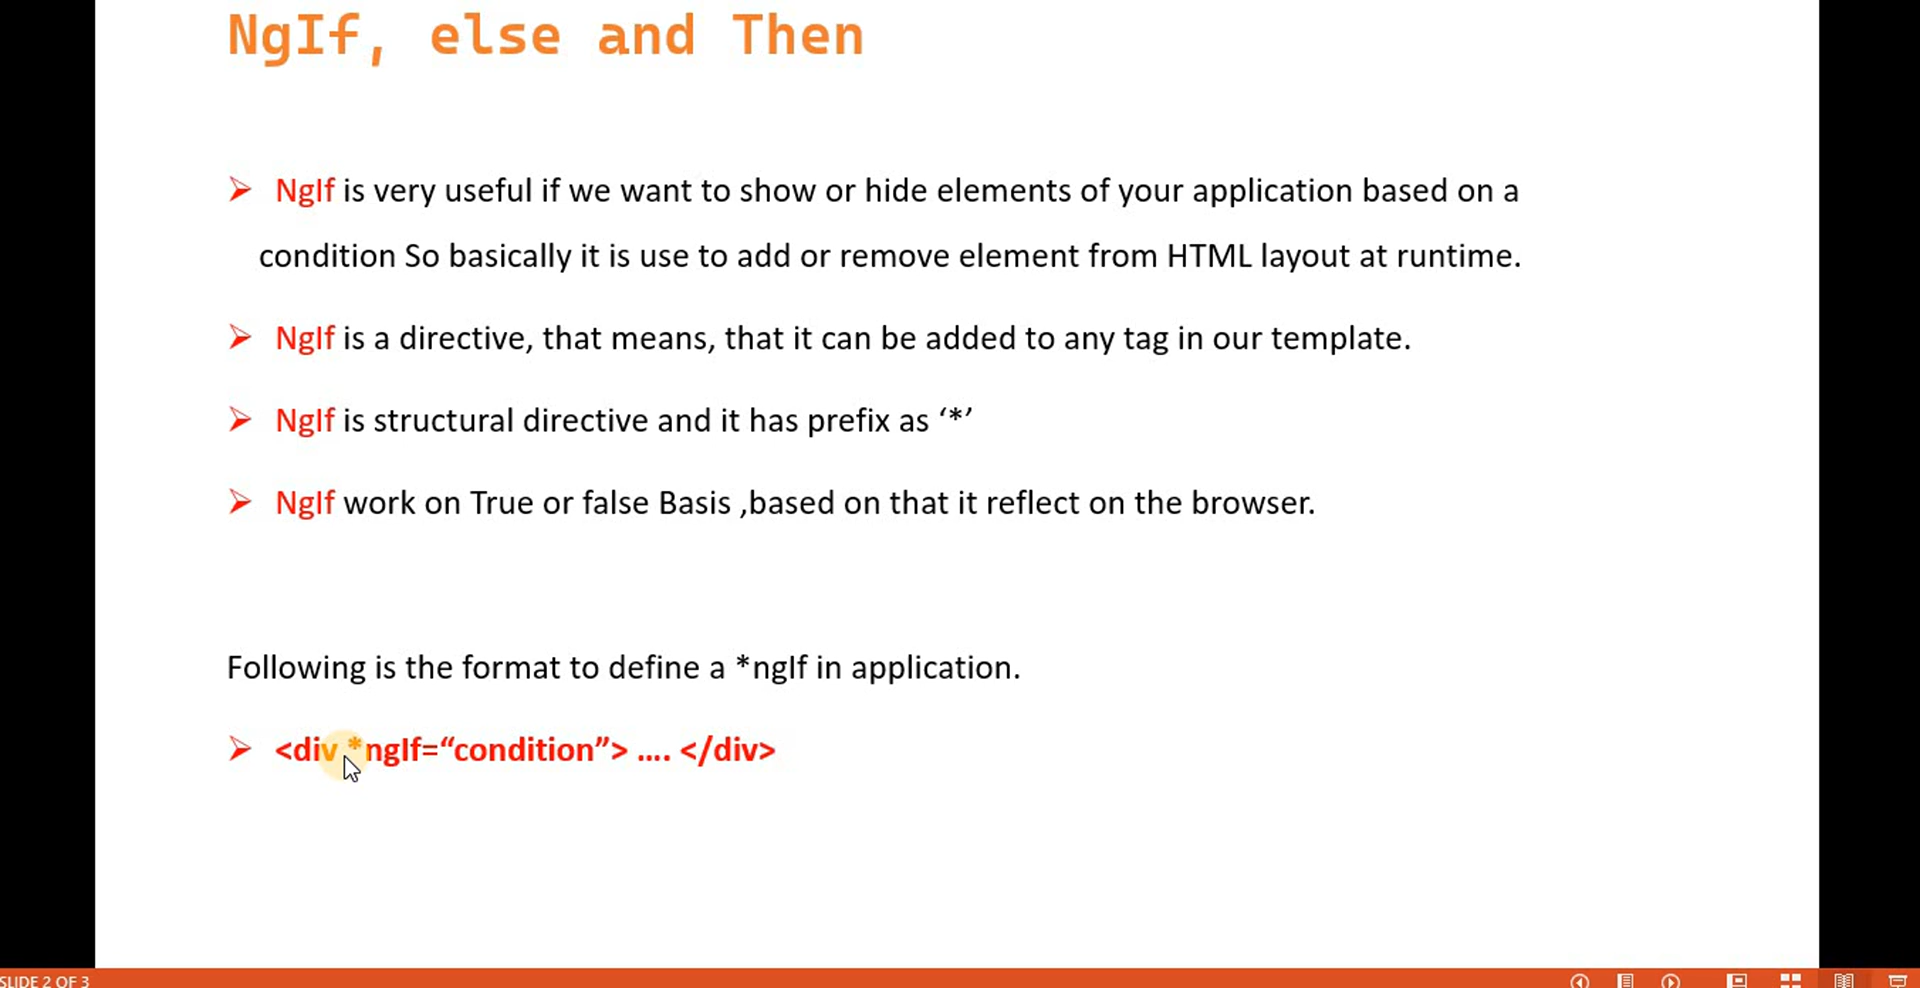 NgIf, else and Then
NgIf is very useful if we want to show or hide elements of your application based on a
condition So basically it is use to add or remove element from HTML layout at runtime.
NgIf is a directive, that means, that it can be added to any tag in our template.
NgIf is structural directive and it has prefix as ‘*’
NgIf work on True or false Basis ,based on that it reflect on the browser.
Following is the format to define a *ngIf in application.
<div *ngIf=“condition”> .... </div>
SLIDE 2 OF 3